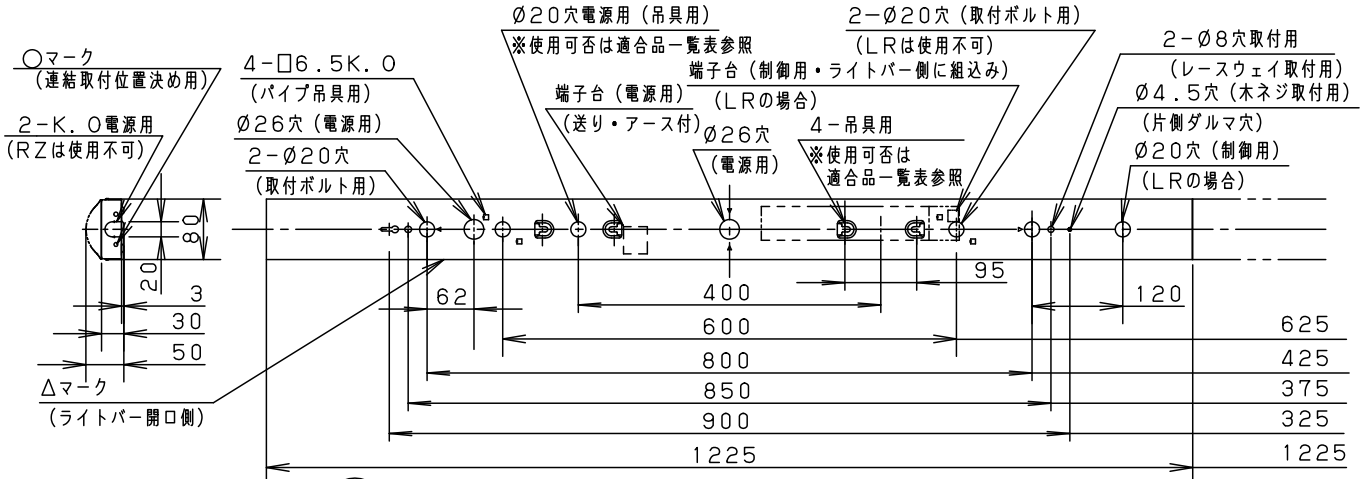 ○マーク
(連結取付位置決め用)
2-K.O電源用
(RZは使用不可)
4-□6.5K.O
(パイプ吊具用)
Ø26穴(電源用)
2-Ø20穴
(取付ボルト用)
Ø20穴電源用(吊具用)
※使用可否は適合品一覧表参照
端子台(電源用)
(送り・アース付)
Ø26穴
(電源用)
2-Ø20穴(取付ボルト用)
(LRは使用不可)
端子台(制御用・ライトバー側に組込み)
(LRの場合)
4-吊具用
※使用可否は
適合品一覧表参照
2-Ø8穴取付用
(レースウェイ取付用)
Ø4.5穴(木ネジ取付用)
(片側ダルマ穴)
Ø20穴(制御用)
(LRの場合)
20
80
3
30
50
△マーク
(ライトバー開口側)
62
400
95
120
600
625
800
425
850
375
900
325
1225
1225